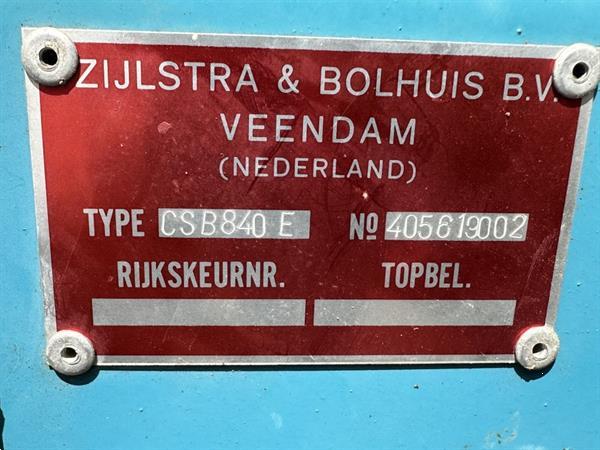 ZIJLSTRA & BOLHUIS B.V.
VEENDAM
(NEDERLAND)
TYPE CSB840 E Nº 405619002
RIJKSKEURNR. TOPBEL.